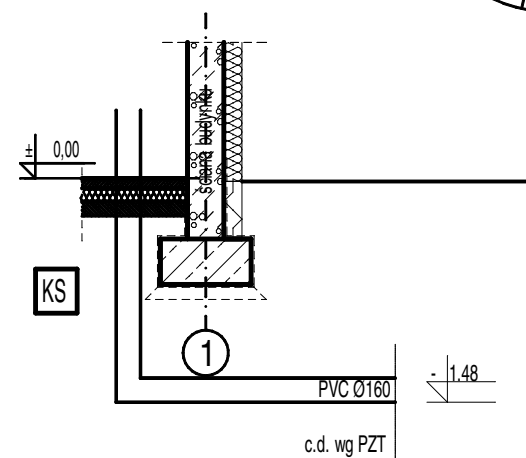 ściana budynku
± 0,00
KS
1
PVC Ø160
- 1.48
c.d. wg PZT